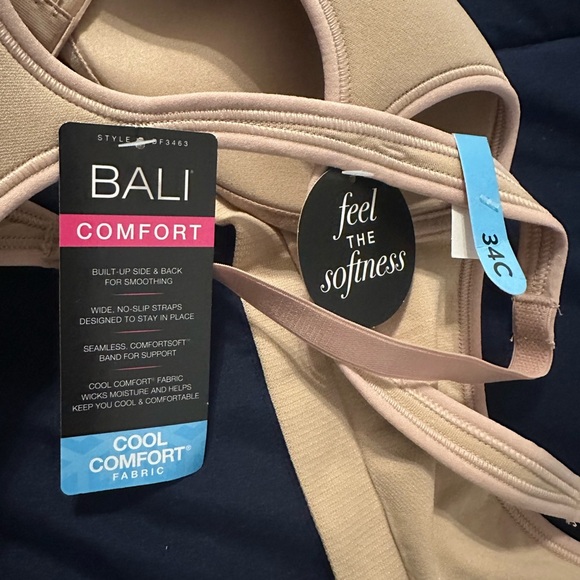 STYLE # DF3463
BALI
COMFORT
BUILT-UP SIDE & BACK
FOR SMOOTHING
WIDE, NO-SLIP STRAPS
DESIGNED TO STAY IN PLACE
SEAMLESS, COMFORTSOFT™
BAND FOR SUPPORT
COOL COMFORT® FABRIC
WICKS MOISTURE AND HELPS
KEEP YOU COOL & COMFORTABLE
COOL
COMFORT®
FABRIC
feel
THE
softness
34C